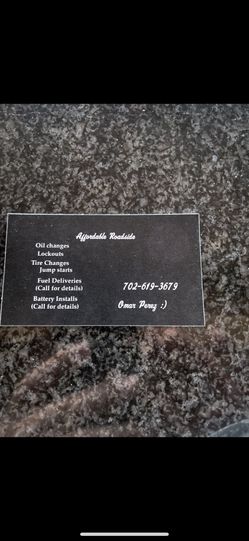 Affordable Roadside
Oil changes
Lockouts
Tire Changes
Jump starts
Fuel Deliveries
(Call for details)
702-619-3679
Battery Installs
(Call for details)
Omar Perez :)